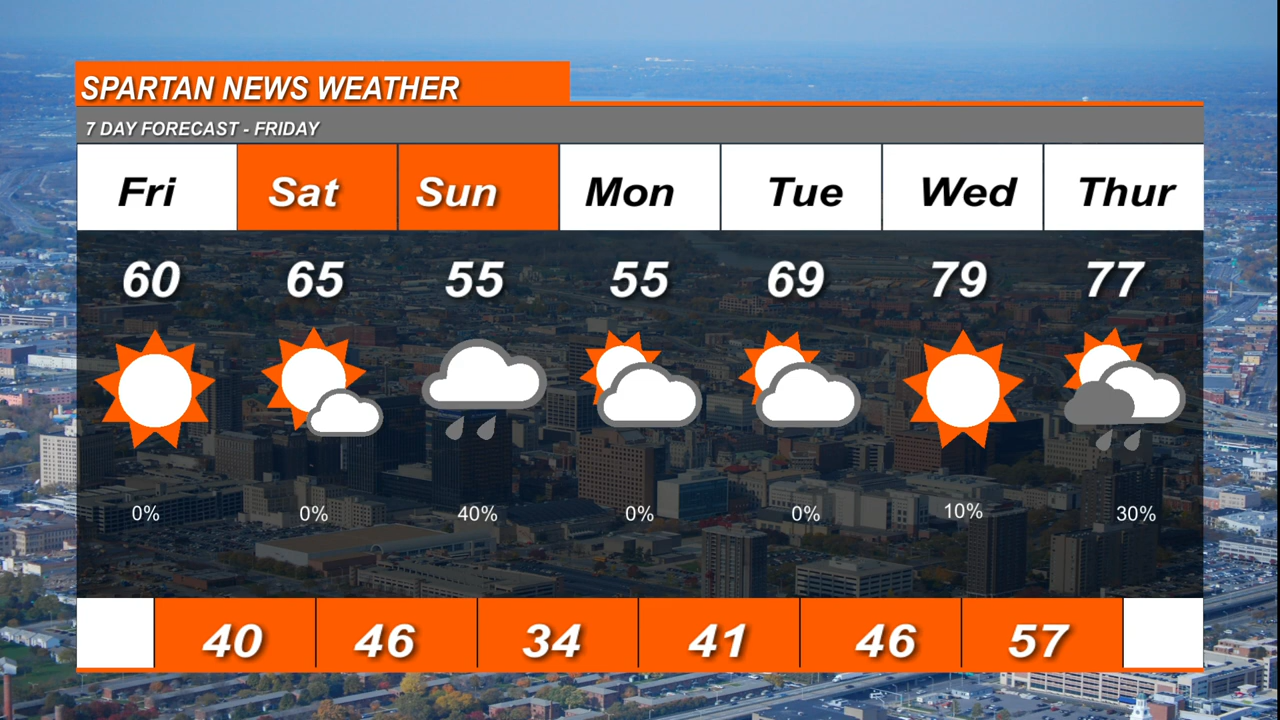 SPARTAN NEWS WEATHER
7 DAY FORECAST - FRIDAY
Fri Sat Sun Mon Tue Wed Thur
60 65 55 55 69 79 77
0% 0% 40% 0% 0% 10% 30%
40 46 34 41 46 57